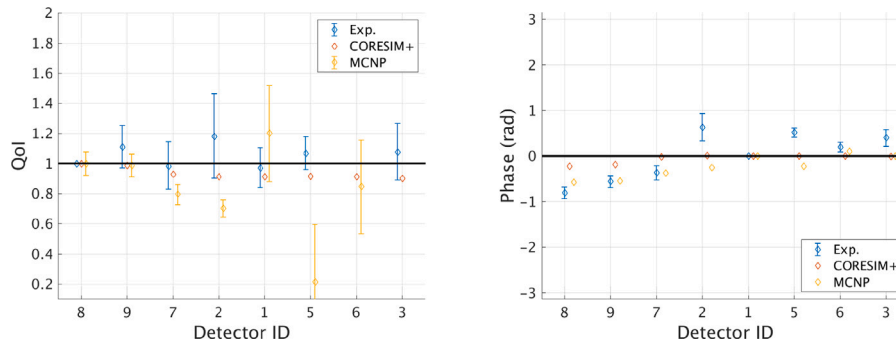 2
1.8
1.6
1.4
1.2
1
0.8
0.6
0.4
0.2
QoI
Exp.
CORESIM+
MCNP
8 9 7 2 1 5 6 3
Detector ID
3
2
1
0
-1
-2
-3
Phase (rad)
Exp.
CORESIM+
MCNP
8 9 7 2 1 5 6 3
Detector ID